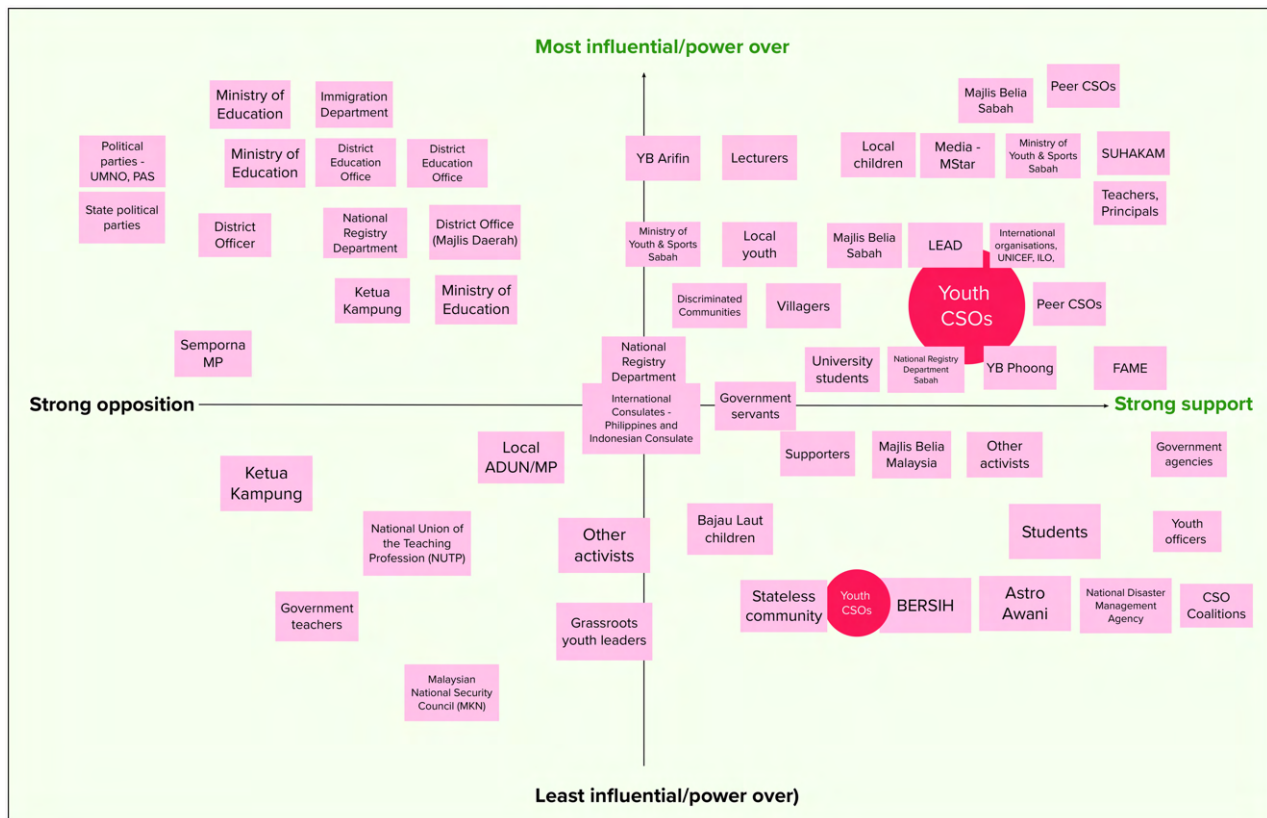 Most influential/power over
Ministry of
Education
Immigration
Department
Majlis Belia
Sabah
Peer CSOs
Political
parties -
UMNO, PAS
Ministry of
Education
District
Education
Office
District
Education
Office
YB Arifin
Lecturers
Local
children
Media -
MStar
Ministry of
Youth & Sports
Sabah
SUHAKAM
State political
parties
Teachers,
Principals
District
Officer
National
Registry
Department
District Office
(Majlis Daerah)
Ministry of
Youth & Sports
Sabah
Local
youth
Majlis Belia
Sabah
LEAD
International
organisations,
UNICEF, ILO,
Ketua
Kampung
Ministry of
Education
Discriminated
Communities
Villagers
Youth
CSOs
Peer CSOs
Semporna
MP
National
Registry
Department
University
students
National Registry
Department
Sabah
YB Phoong
FAME
Strong opposition
International
Consulates -
Philippines and
Indonesian Consulate
Government
servants
Strong support
Local
ADUN/MP
Supporters
Majlis Belia
Malaysia
Other
activists
Government
agencies
Ketua
Kampung
National Union of
the Teaching
Profession (NUTP)
Other
activists
Bajau Laut
children
Students
Youth
officers
Government
teachers
Grassroots
youth leaders
Stateless
community
Youth
CSOs
BERSIH
Astro
Awani
National Disaster
Management
Agency
CSO
Coalitions
Malaysian
National Security
Council (MKN)
Least influential/power over)